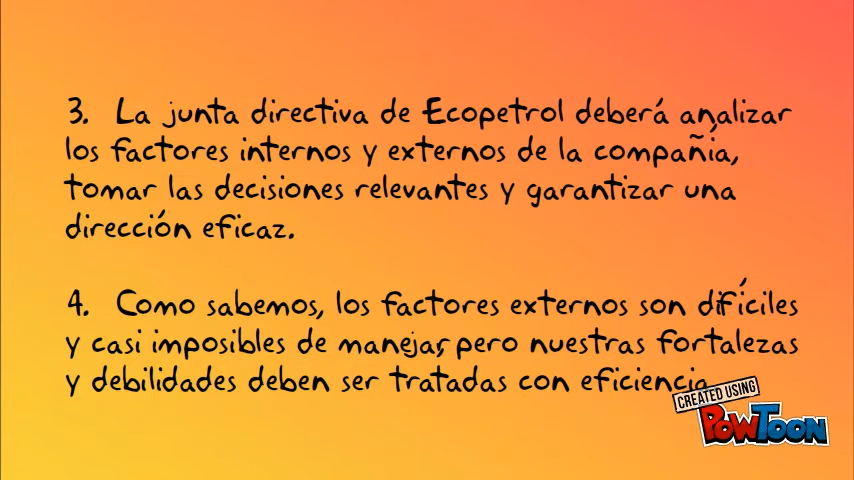 3. La junta directiva de Ecopetrol deberá analizar
los factores internos y externos de la compañía,
tomar las decisiones relevantes y garantizar una
dirección eficaz.
4. Como sabemos, los factores externos son difíciles
y casi imposibles de manejar, pero nuestras fortalezas
y debilidades deben ser tratadas con eficiencia
CREATED USING
POWTOON